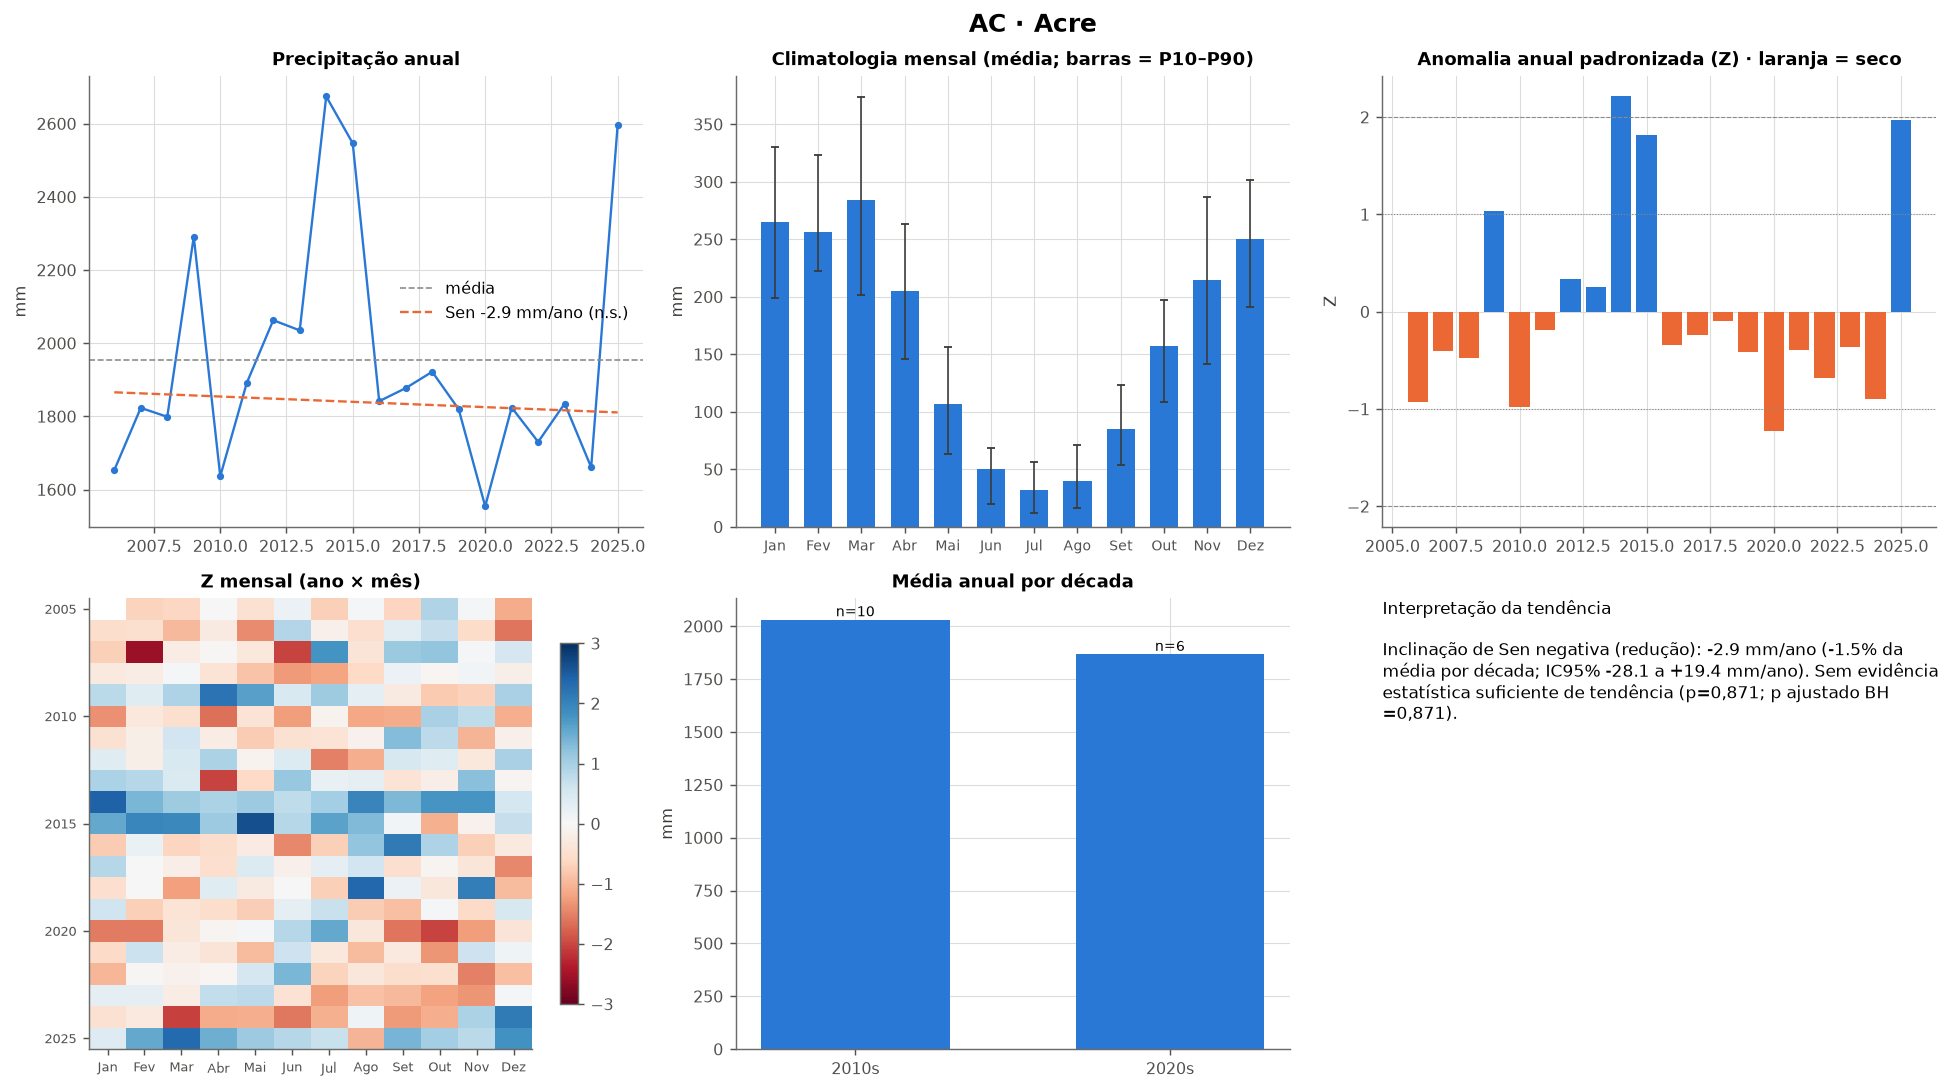 AC · Acre
Precipitação anual
mm
2600
2400
2200
2000
1800
1600
média
Sen -2.9 mm/ano (n.s.)
2007.5 2010.0 2012.5 2015.0 2017.5 2020.0 2022.5 2025.0
Climatologia mensal (média; barras = P10–P90)
mm
350
300
250
200
150
100
50
0
Jan Fev Mar Abr Mai Jun Jul Ago Set Out Nov Dez
Anomalia anual padronizada (Z) · laranja = seco
Z
2
1
0
−1
−2
2005.0 2007.5 2010.0 2012.5 2015.0 2017.5 2020.0 2022.5 2025.0
Z mensal (ano × mês)
2005
2010
2015
2020
2025
Jan Fev Mar Abr Mai Jun Jul Ago Set Out Nov Dez
3
2
1
0
−1
−2
−3
Média anual por década
mm
2000
1750
1500
1250
1000
750
500
250
0
n=10
n=6
2010s 2020s
Interpretação da tendência
Inclinação de Sen negativa (redução): -2.9 mm/ano (-1.5% da
média por década; IC95% -28.1 a +19.4 mm/ano). Sem evidência
estatística suficiente de tendência (p=0,871; p ajustado BH
=0,871).